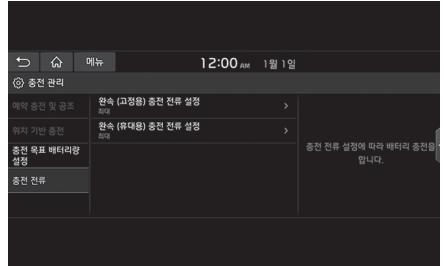 메뉴
12:00 AM 1월 1일
충전 관리
예약 충전 및 공조
위치 기반 충전
충전 목표 배터리량
설정
충전 전류
완속 (고정용) 충전 전류 설정
최대
완속 (휴대용) 충전 전류 설정
최대
충전 전류 설정에 따라 배터리 충전을
합니다.